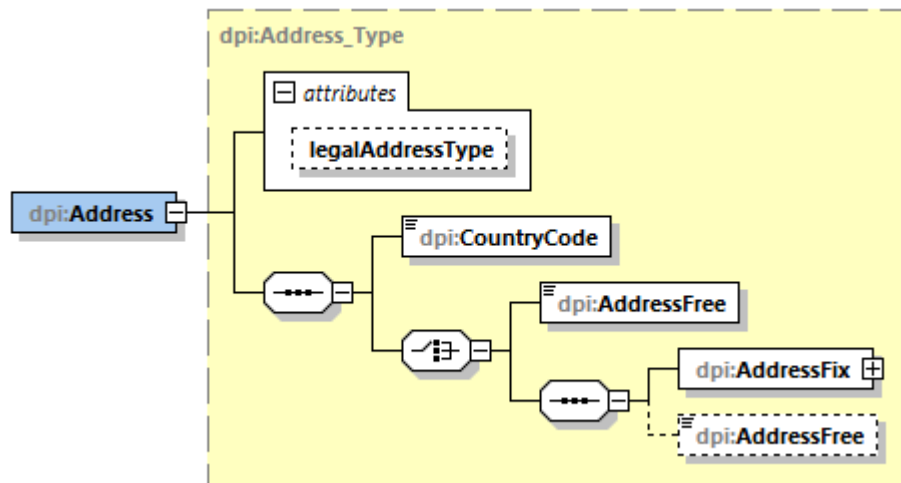 dpi:Address_Type
attributes
legalAddressType
dpi:Address
dpi:CountryCode
dpi:AddressFree
dpi:AddressFix
dpi:AddressFree